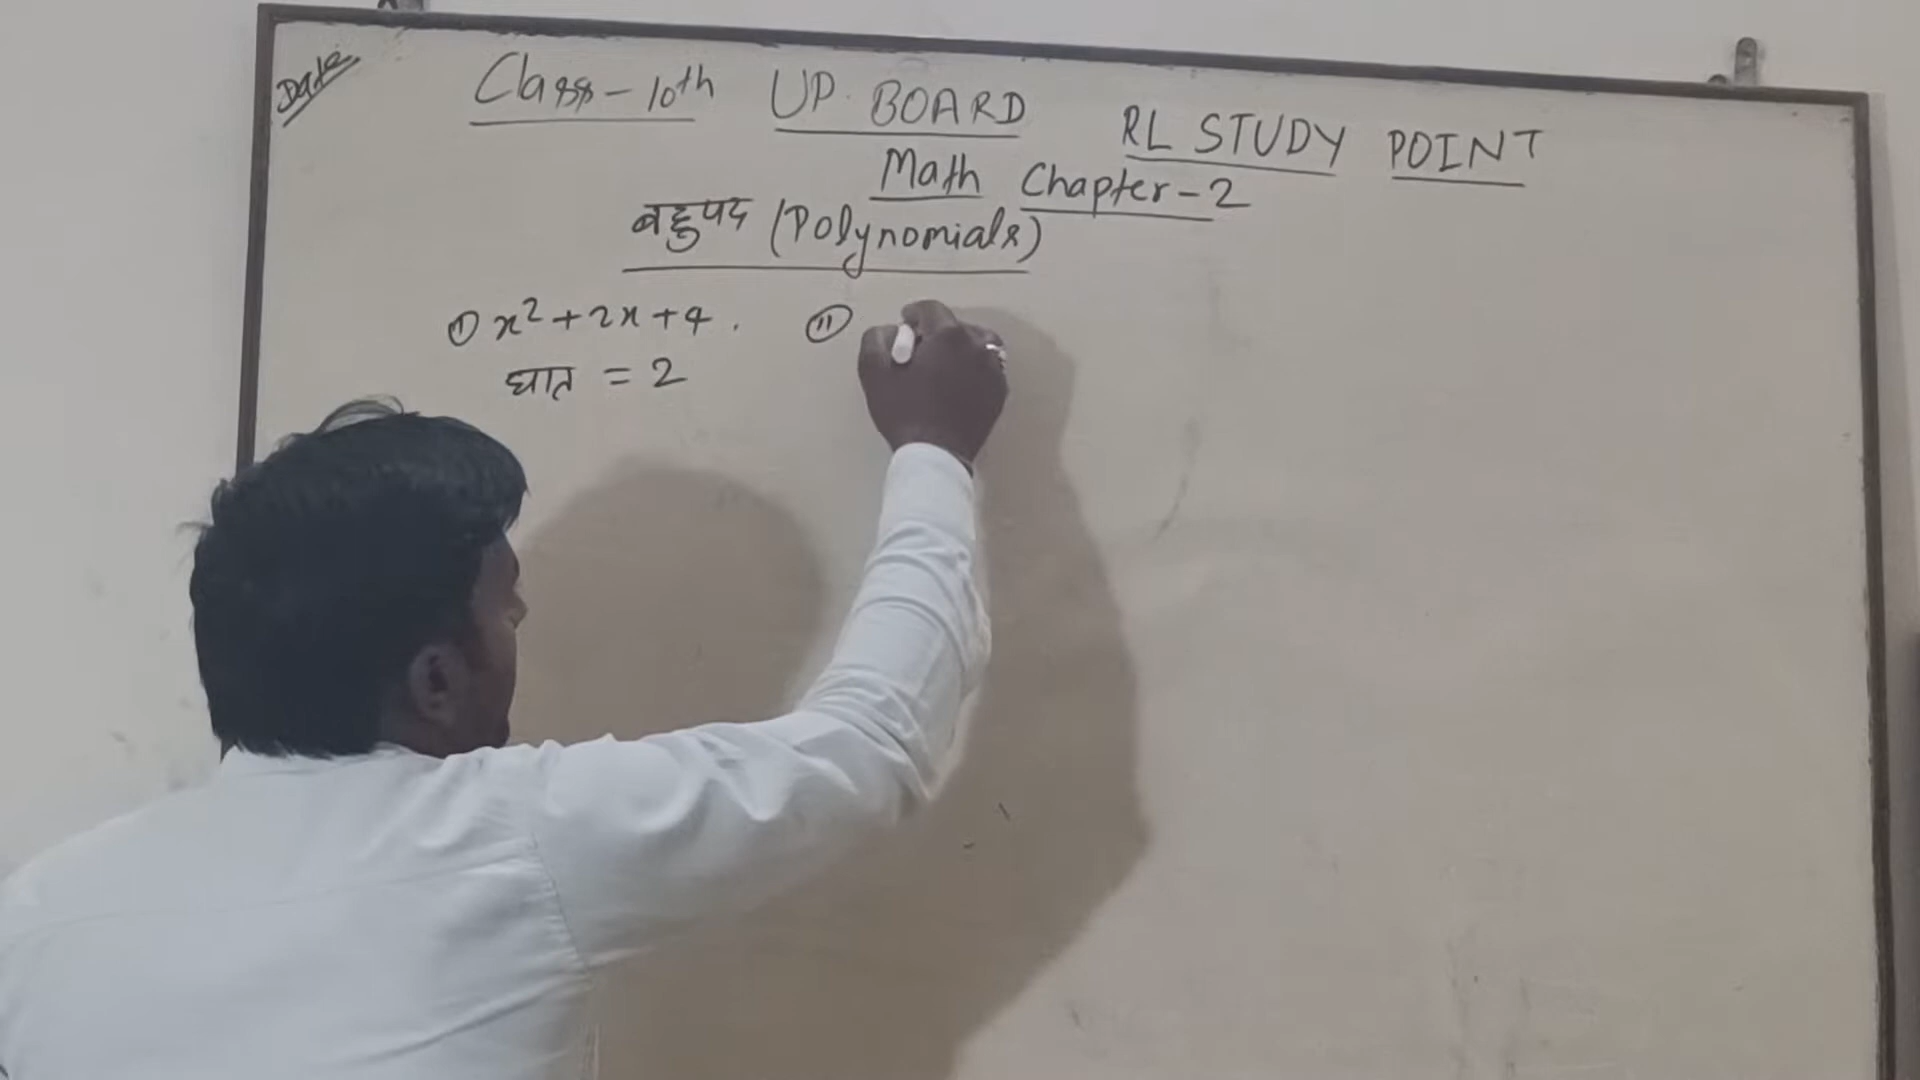 Date
Class-10th UP. BOARD RL STUDY POINT
Math Chapter-2
बहुपद (Polynomials)
① x²+2x+4. ⑪
घात = 2